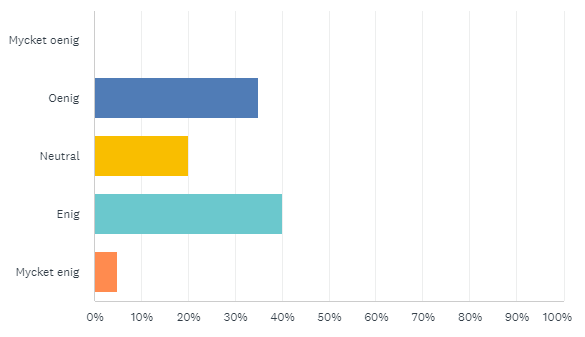 Mycket oenig
Oenig
Neutral
Enig
Mycket enig
0% 10% 20% 30% 40% 50% 60% 70% 80% 90% 100%